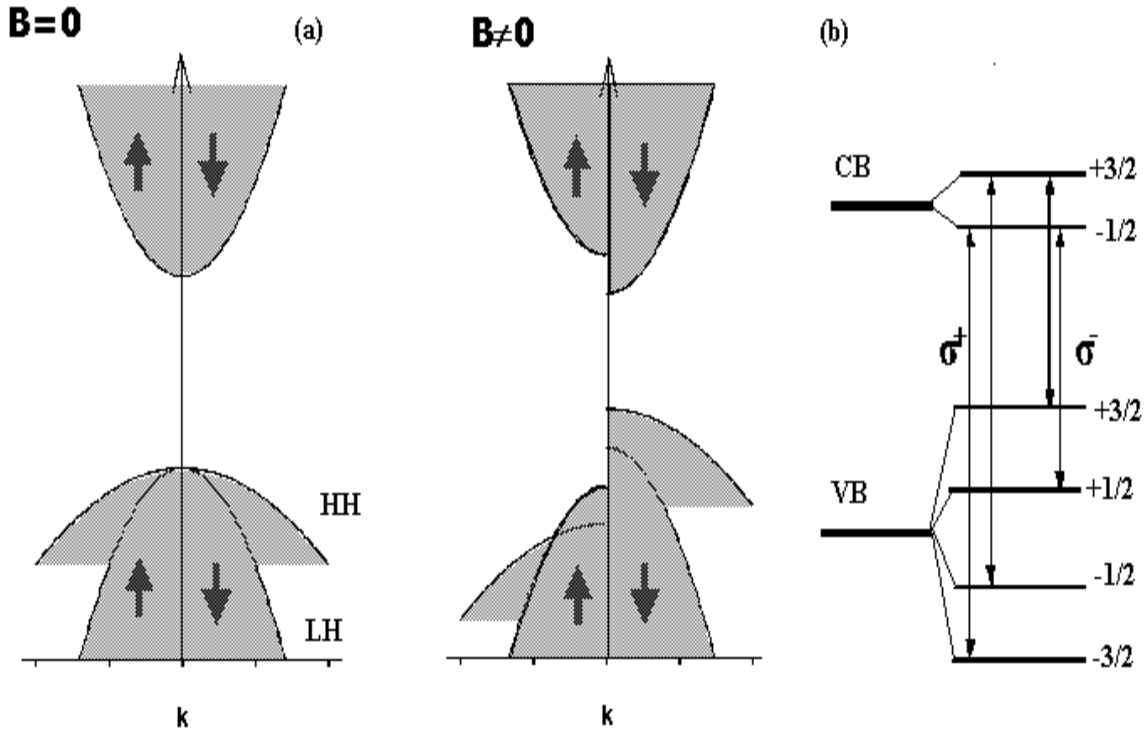 B=0
(a)
B≠0
(b)
HH
LH
k
k
CB
+3/2
-1/2
σ+
σ-
+3/2
VB
+1/2
-1/2
-3/2